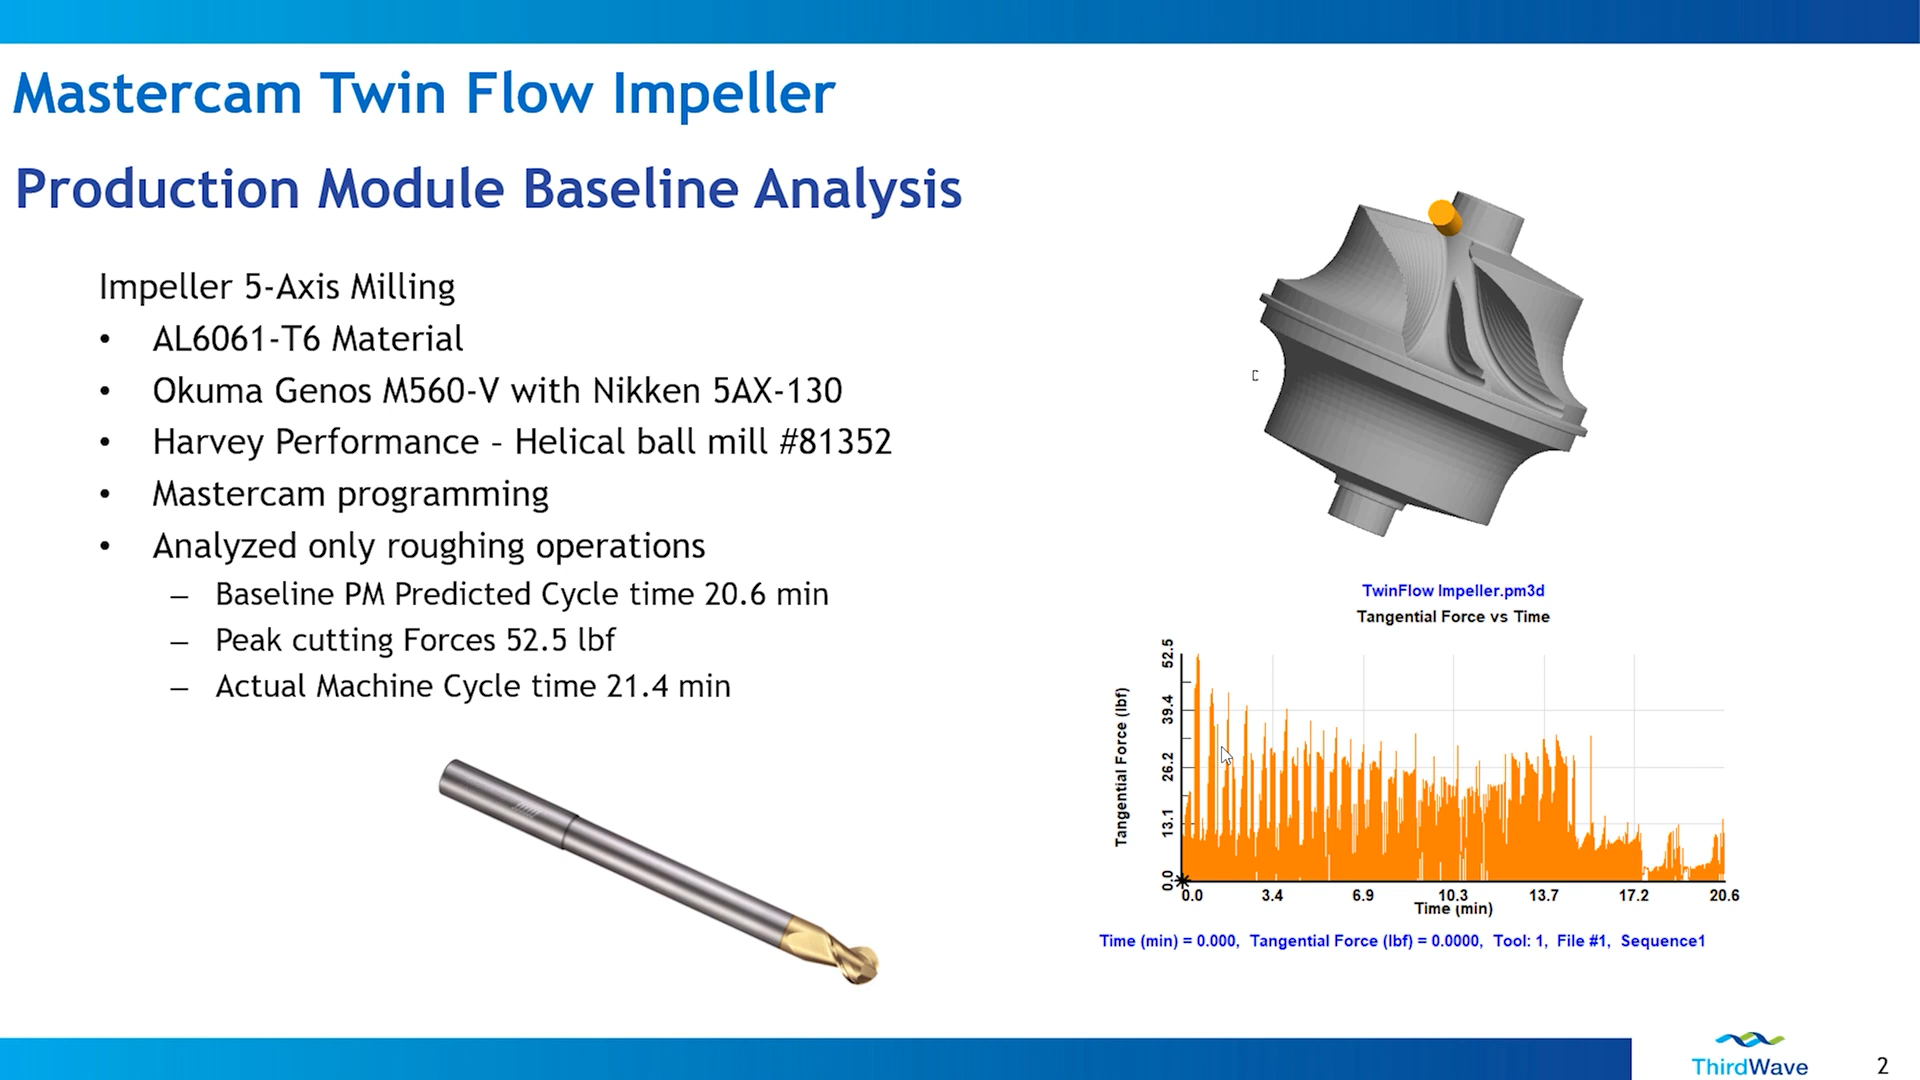 Mastercam Twin Flow Impeller
Production Module Baseline Analysis
Impeller 5-Axis Milling
• AL6061-T6 Material
• Okuma Genos M560-V with Nikken 5AX-130
• Harvey Performance – Helical ball mill #81352
• Mastercam programming
• Analyzed only roughing operations
– Baseline PM Predicted Cycle time 20.6 min
– Peak cutting Forces 52.5 lbf
– Actual Machine Cycle time 21.4 min
TwinFlow Impeller.pm3d
Tangential Force vs Time
Tangential Force (lbf)
52.5
39.4
26.2
13.1
0.0
0.0 3.4 6.9 10.3 13.7 17.2 20.6
Time (min)
Time (min) = 0.000, Tangential Force (lbf) = 0.0000, Tool: 1, File #1, Sequence1
ThirdWave
2